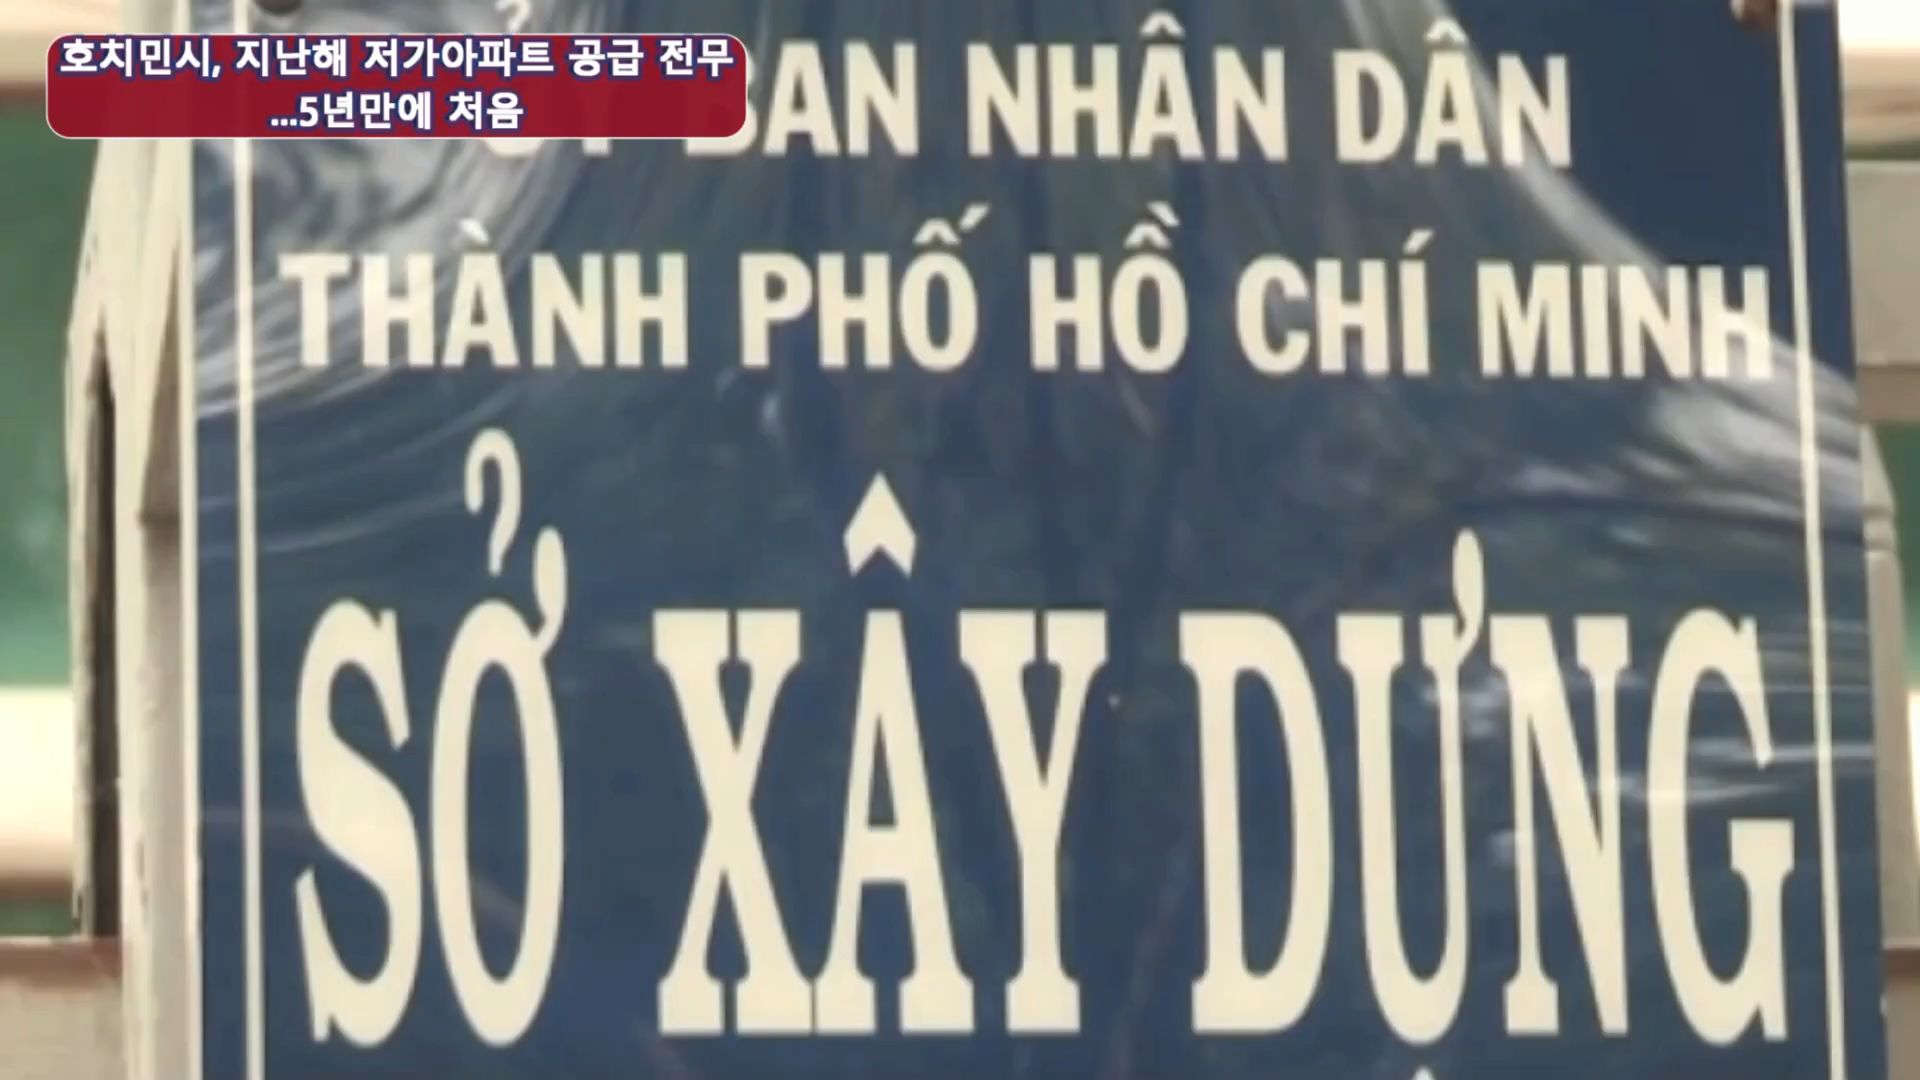 호치민시, 지난해 저가아파트 공급 전무
...5년만에 처음
BAN NHÂN DÂN
THÀNH PHỐ HỒ CHÍ MINH
SỞ XÂY DỰNG